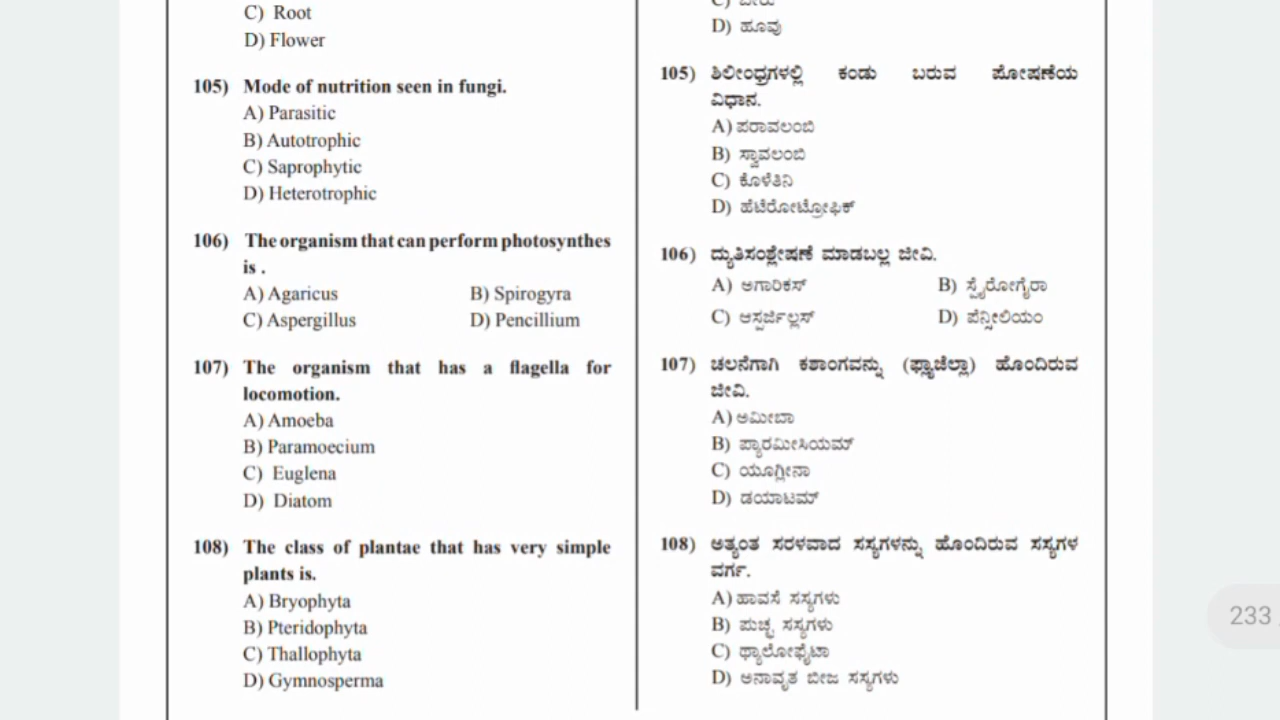 C) Root
D) Flower
105) Mode of nutrition seen in fungi.
A) Parasitic
B) Autotrophic
C) Saprophytic
D) Heterotrophic
106) The organism that can perform photosynthes
is .
A) Agaricus B) Spirogyra
C) Aspergillus D) Pencillium
107) The organism that has a flagella for
locomotion.
A) Amoeba
B) Paramoecium
C) Euglena
D) Diatom
108) The class of plantae that has very simple
plants is.
A) Bryophyta
B) Pteridophyta
C) Thallophyta
D) Gymnosperma
D) ಹೂವು
105) ಶಿಲೀಂಧ್ರಗಳಲ್ಲಿ ಕಂಡು ಬರುವ ಪೋಷಣೆಯ
ವಿಧಾನ.
A) ಪರಾವಲಂಬಿ
B) ಸ್ವಾವಲಂಬಿ
C) ಕೊಳೆತಿನಿ
D) ಹೆಟೆರೋಟ್ರೋಫಿಕ್
106) ದ್ಯುತಿಸಂಶ್ಲೇಷಣೆ ಮಾಡಬಲ್ಲ ಜೀವಿ.
A) ಅಗಾರಿಕಸ್ B) ಸ್ಪೈರೋಗೈರಾ
C) ಆಸ್ಪರ್ಜಿಲ್ಲಸ್ D) ಪೆನ್ಸಿಲಿಯಂ
107) ಚಲನೆಗಾಗಿ ಕಶಾಂಗವನ್ನು (ಫ್ಲ್ಯಾಜೆಲ್ಲಾ) ಹೊಂದಿರುವ
ಜೀವಿ.
A) ಅಮೀಬಾ
B) ಪ್ಯಾರಮೀಸಿಯಮ್
C) ಯೂಗ್ಲೀನಾ
D) ಡಯಾಟಮ್
108) ಅತ್ಯಂತ ಸರಳವಾದ ಸಸ್ಯಗಳನ್ನು ಹೊಂದಿರುವ ಸಸ್ಯಗಳ
ವರ್ಗ.
A) ಹಾವಸೆ ಸಸ್ಯಗಳು
B) ಪುಚ್ಛ ಸಸ್ಯಗಳು
C) ಥ್ಯಾಲೋಫೈಟಾ
D) ಅನಾವೃತ ಬೀಜ ಸಸ್ಯಗಳು
233